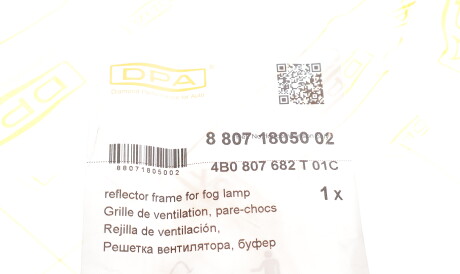 DPA
8 807 18050 02
88071805002
4B0 807 682 T 01C
reflector frame for fog lamp
1 x
Grille de ventilation, pare-chocs
Rejilla de ventilación,
Решетка вентилятора, буфер